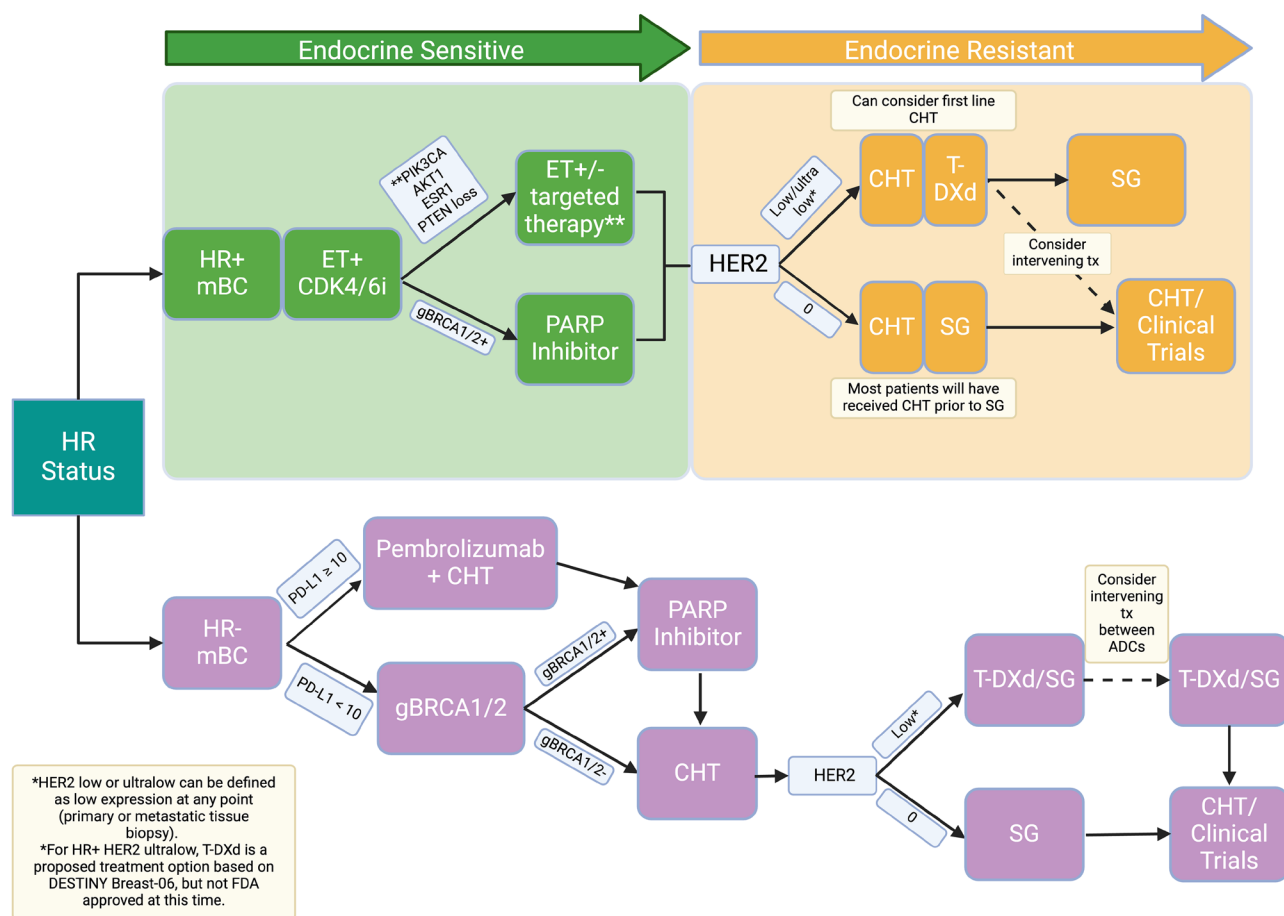 Endocrine Sensitive
Endocrine Resistant
Can consider first line
CHT
**PIK3CA
AKT1
ESR1
PTEN loss
ET+/-
targeted
therapy**
Low/ultra
low*
CHT
T-
DXd
SG
HR+
mBC
ET+
CDK4/6i
HER2
Consider
intervening tx
gBRCA1/2+
PARP
Inhibitor
0
CHT
SG
CHT/
Clinical
Trials
Most patients will have
received CHT prior to SG
HR
Status
HR-
mBC
PD-L1 ≥ 10
Pembrolizumab
+ CHT
PD-L1 < 10
gBRCA1/2
gBRCA1/2+
PARP
Inhibitor
gBRCA1/2-
CHT
HER2
Low*
T-DXd/SG
Consider
intervening
tx
between
ADCs
T-DXd/SG
0
SG
CHT/
Clinical
Trials
*HER2 low or ultralow can be defined
as low expression at any point
(primary or metastatic tissue
biopsy).
*For HR+ HER2 ultralow, T-DXd is a
proposed treatment option based on
DESTINY Breast-06, but not FDA
approved at this time.